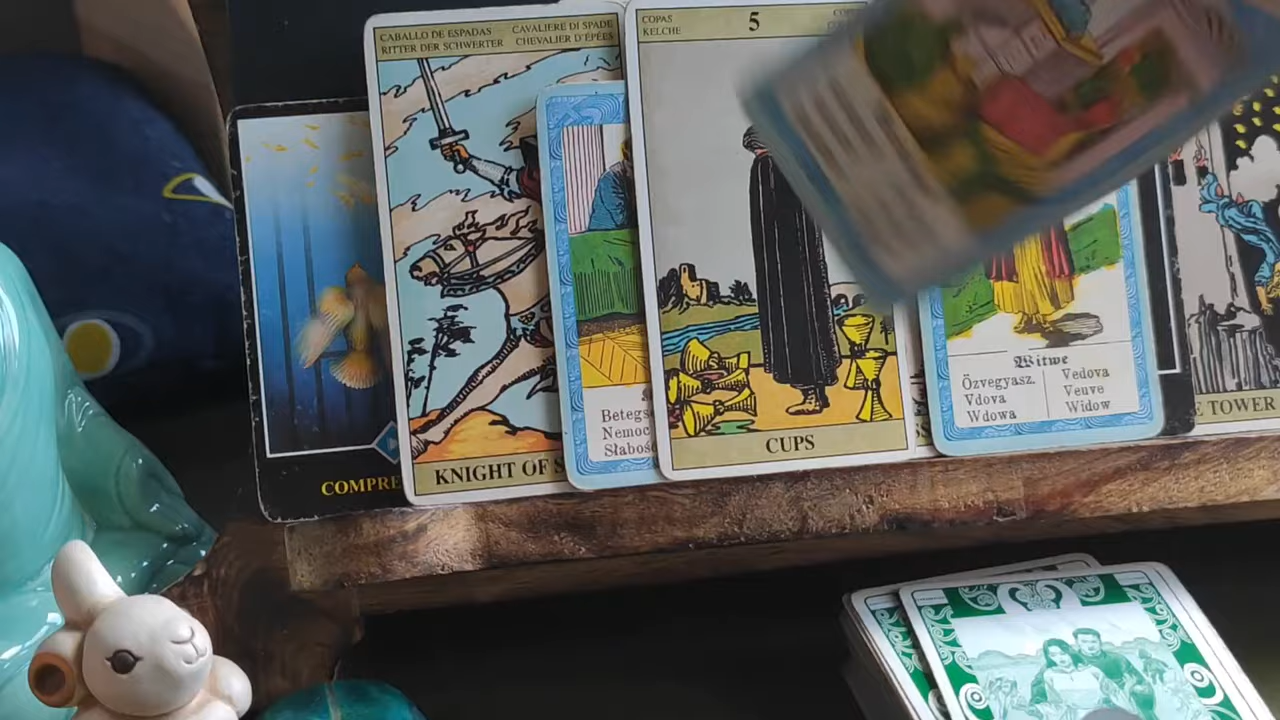 CABALLO DE ESPADAS
RITTER DER SCHWERTER
CAVALIERE DI SPADE
CHEVALIER D'ÉPÉES
COPAS
KELCHE
5
COMPRE
KNIGHT OF S
Betegs
Nemoc
Słaboś
CUPS
Witwe
Özvegyasz.
Vdova
Wdowa
Vedova
Veuve
Widow
E TOWER